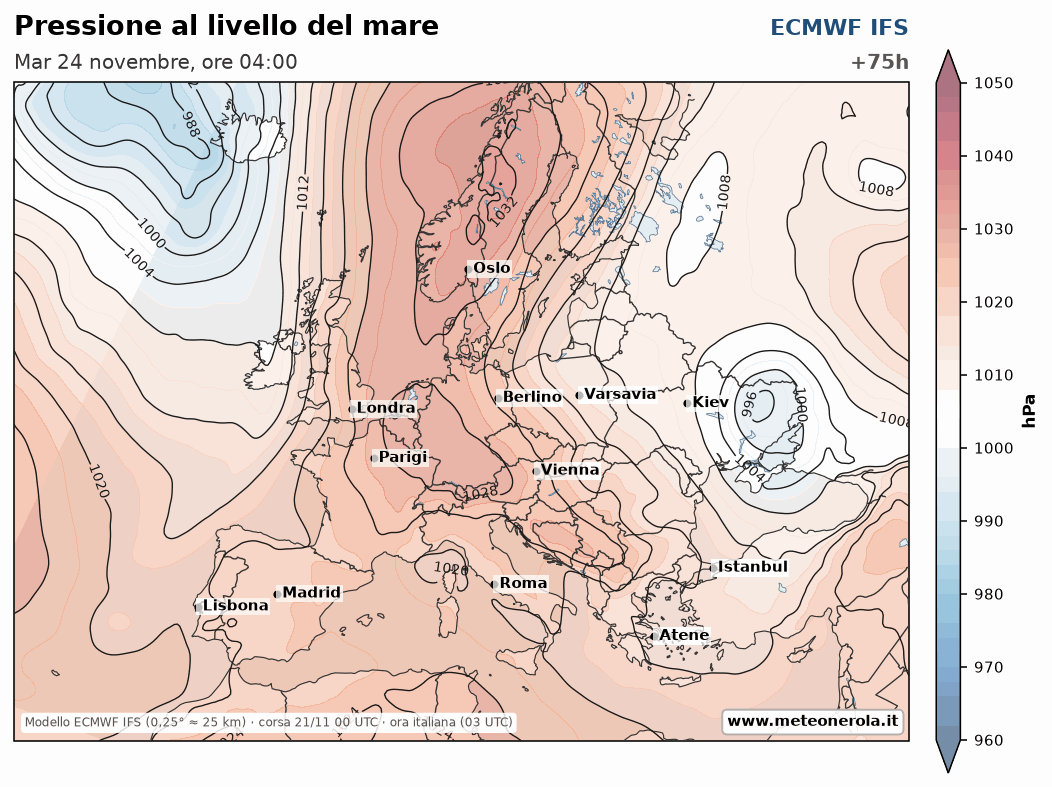 Pressione al livello del mare
ECMWF IFS
Mar 24 novembre, ore 04:00
+75h
988
1012
1008
1008
1032
1000
1004
Oslo
1050
1040
1030
1020
1010
1000
990
980
970
960
hPa
Londra
Berlino
Varsavia
Kiev
996
1000
1008
Parigi
Vienna
1004
1020
1028
1020
Roma
Istanbul
Madrid
Lisbona
Atene
Modello ECMWF IFS (0,25° ≈ 25 km) · corsa 21/11 00 UTC · ora italiana (03 UTC)
www.meteonerola.it